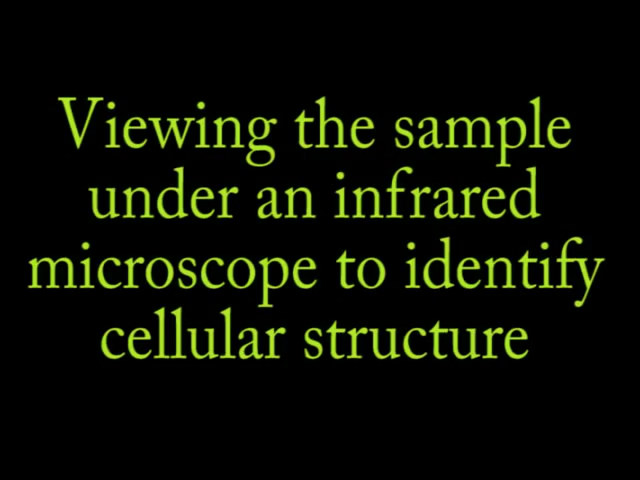 Viewing the sample
under an infrared
microscope to identify
cellular structure